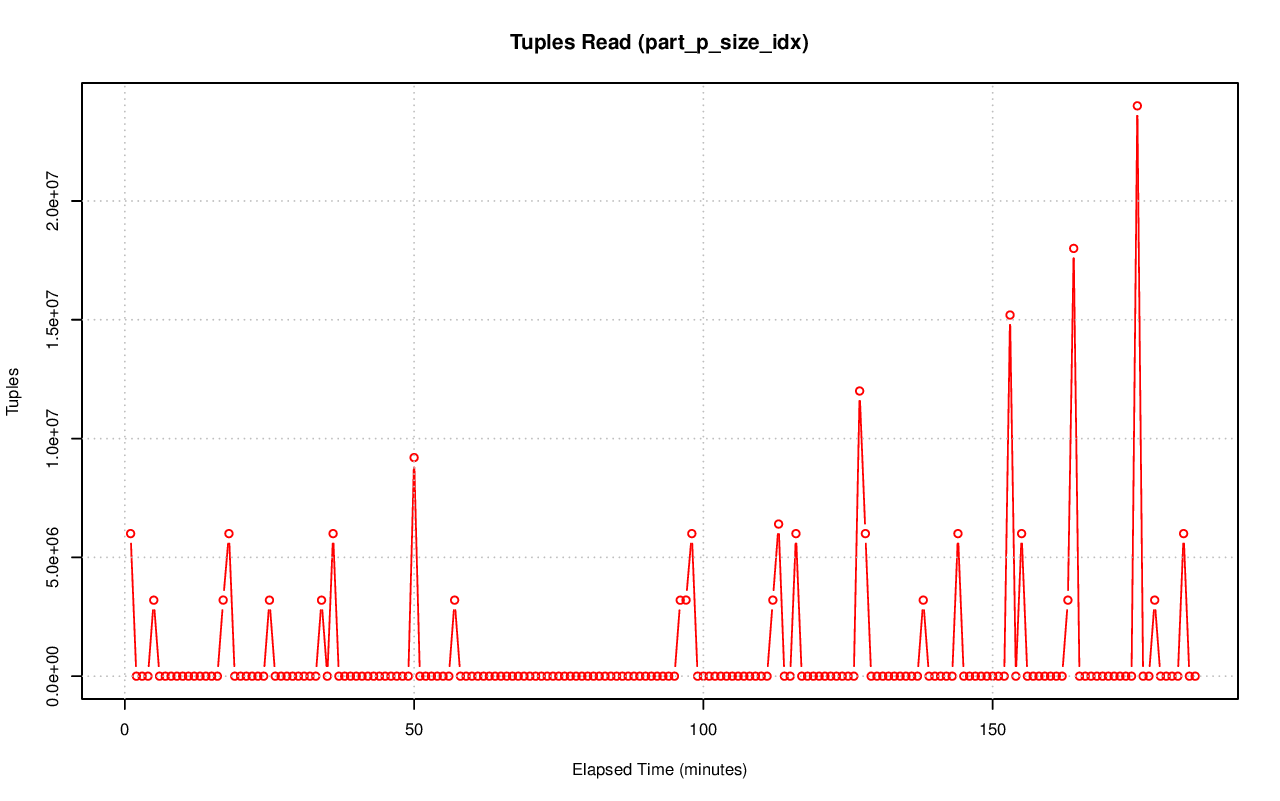 Tuples Read (part_p_size_idx)
Tuples
2.0e+07
1.5e+07
1.0e+07
5.0e+06
0.0e+00
0 50 100 150
Elapsed Time (minutes)